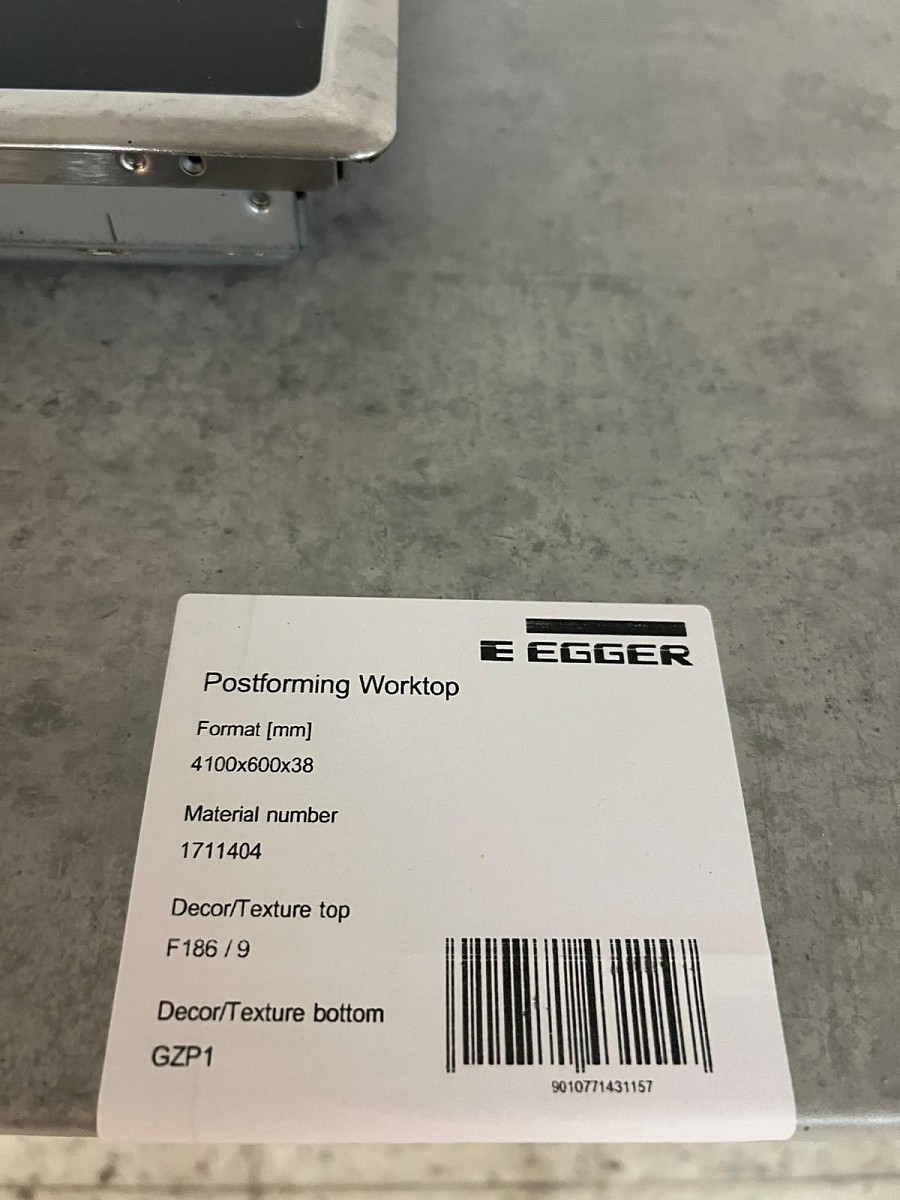 E EGGER
Postforming Worktop
Format [mm]
4100x600x38
Material number
1711404
Decor/Texture top
F186 / 9
Decor/Texture bottom
GZP1
9010771431157